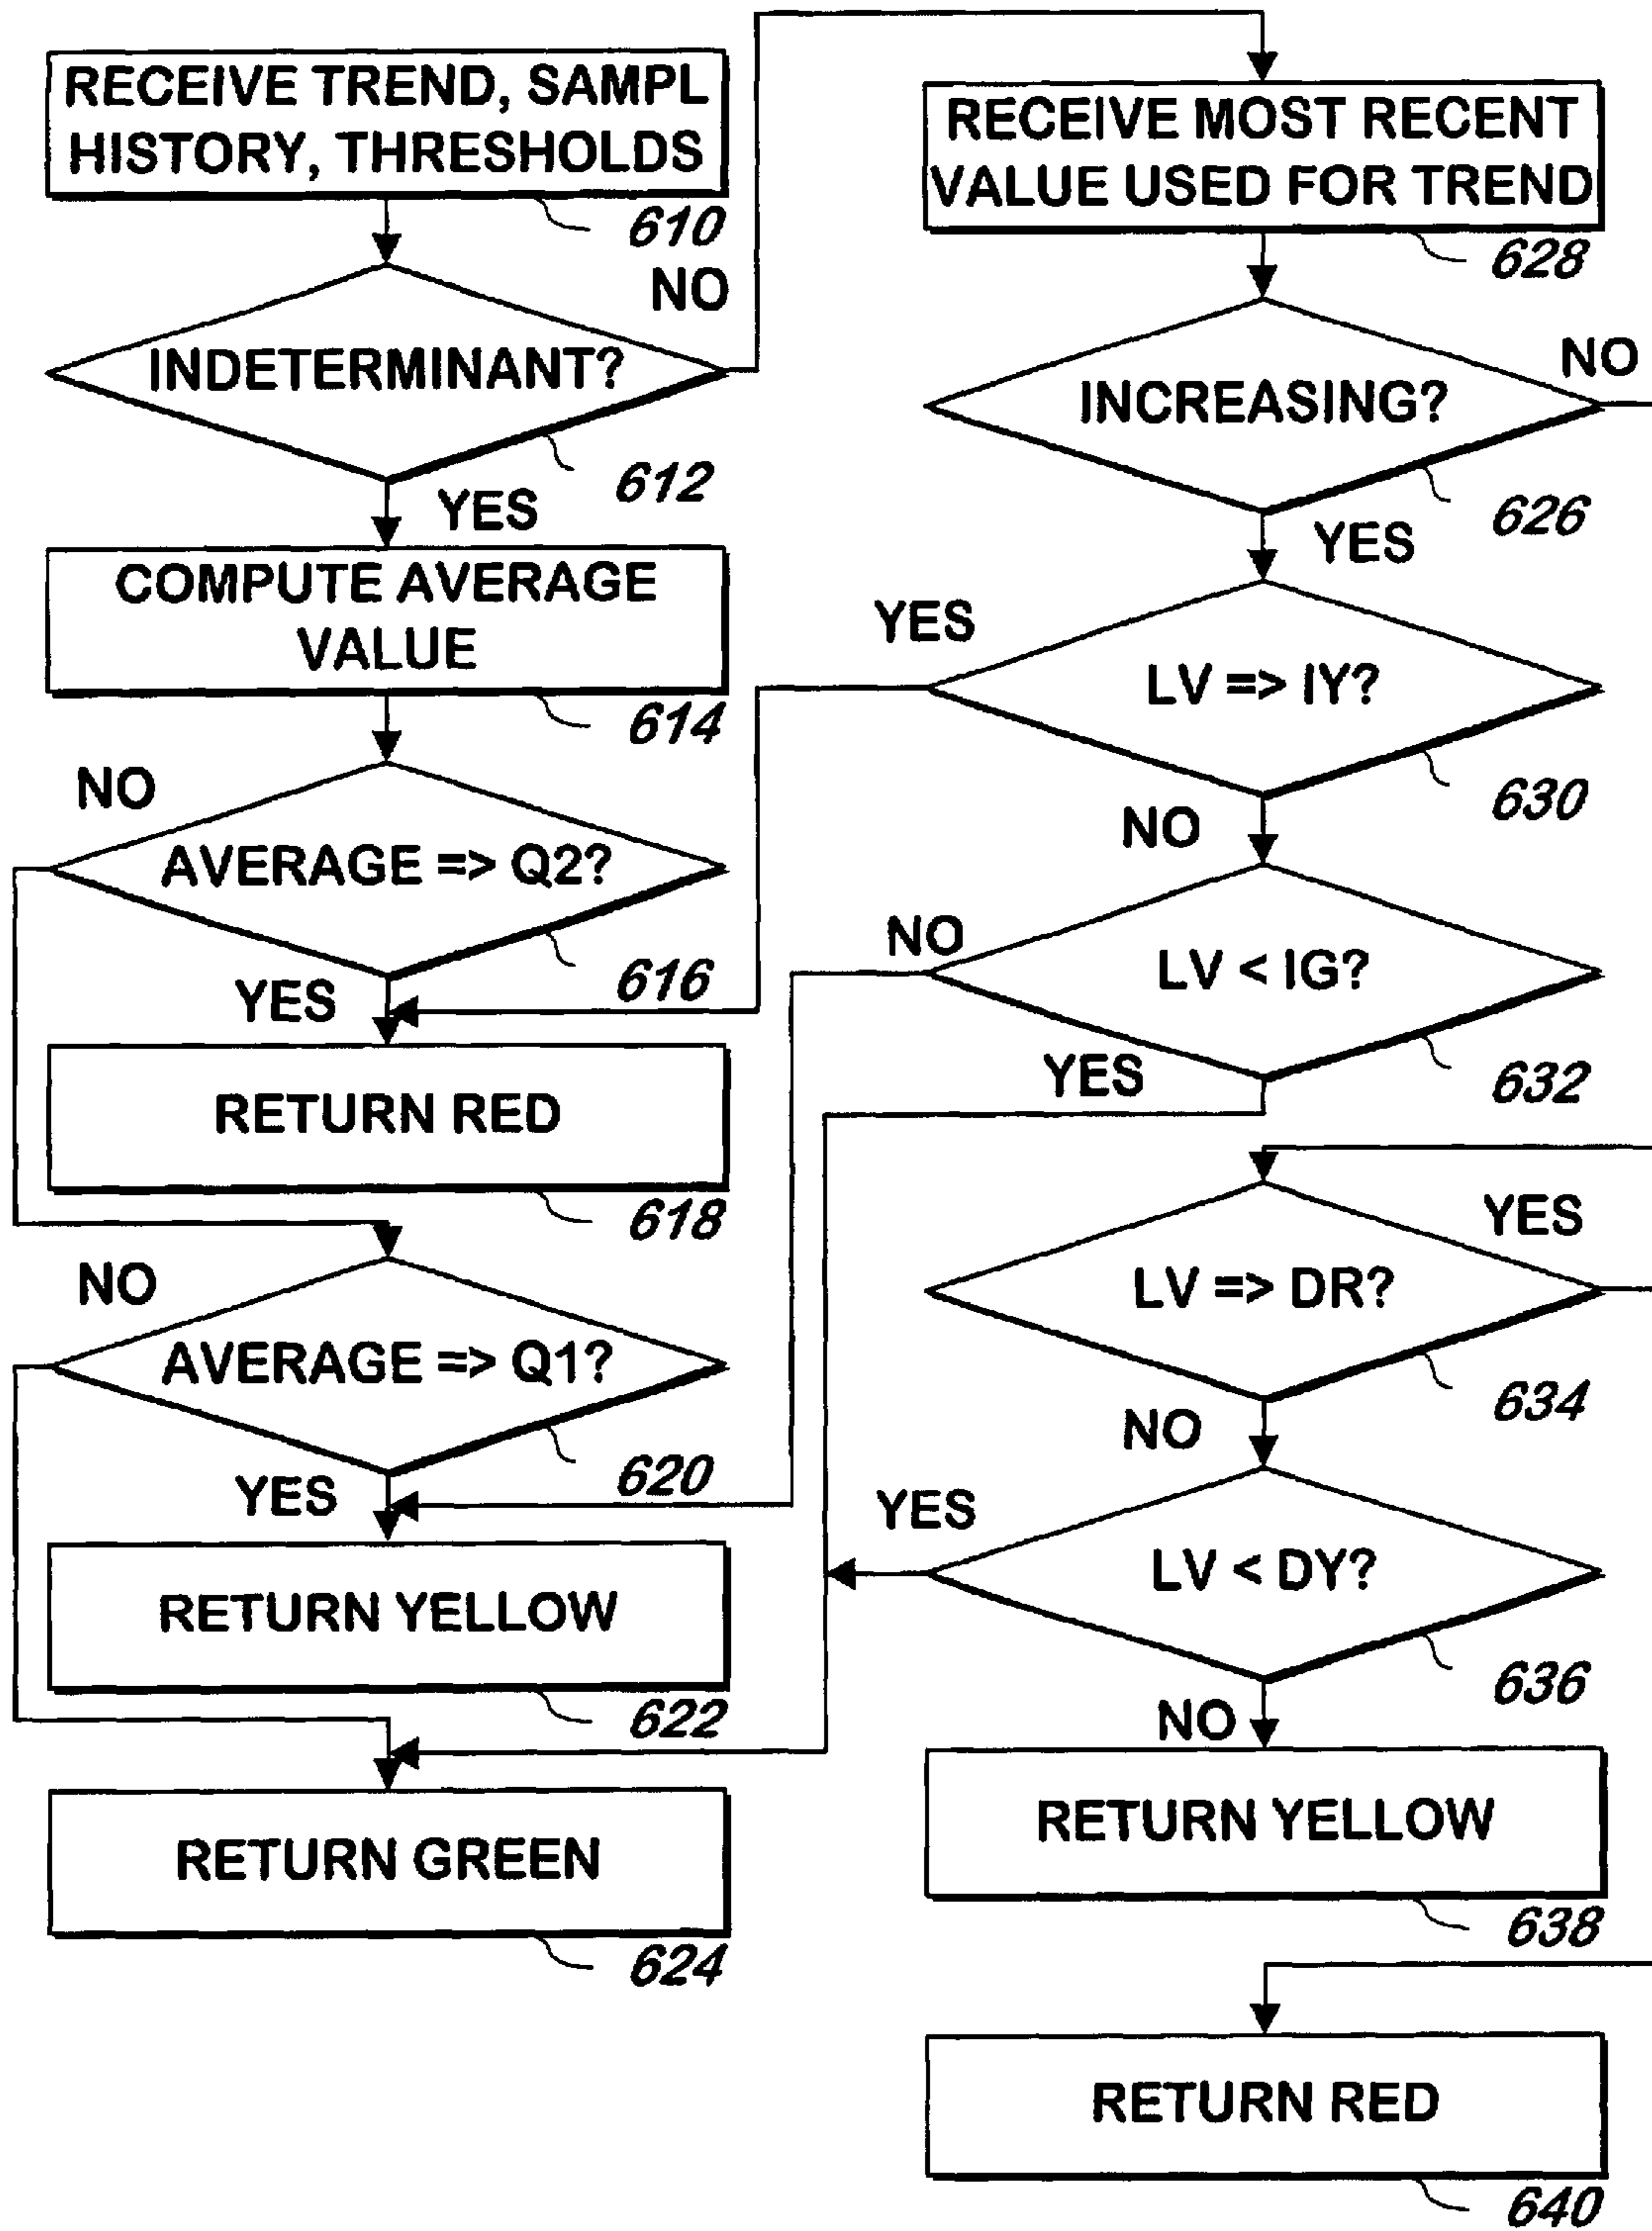 RECEIVE TREND, SAMPL
HISTORY, THRESHOLDS
610
NO
INDETERMINANT?
612
YES
COMPUTE AVERAGE
VALUE
614
NO
AVERAGE => Q2?
616
YES
RETURN RED
618
NO
AVERAGE => Q1?
620
YES
RETURN YELLOW
622
RETURN GREEN
624
RECEIVE MOST RECENT
VALUE USED FOR TREND
628
NO
INCREASING?
626
YES
YES
LV => IY?
630
NO
NO
LV < IG?
632
YES
YES
LV => DR?
634
NO
YES
LV < DY?
636
NO
RETURN YELLOW
638
RETURN RED
640